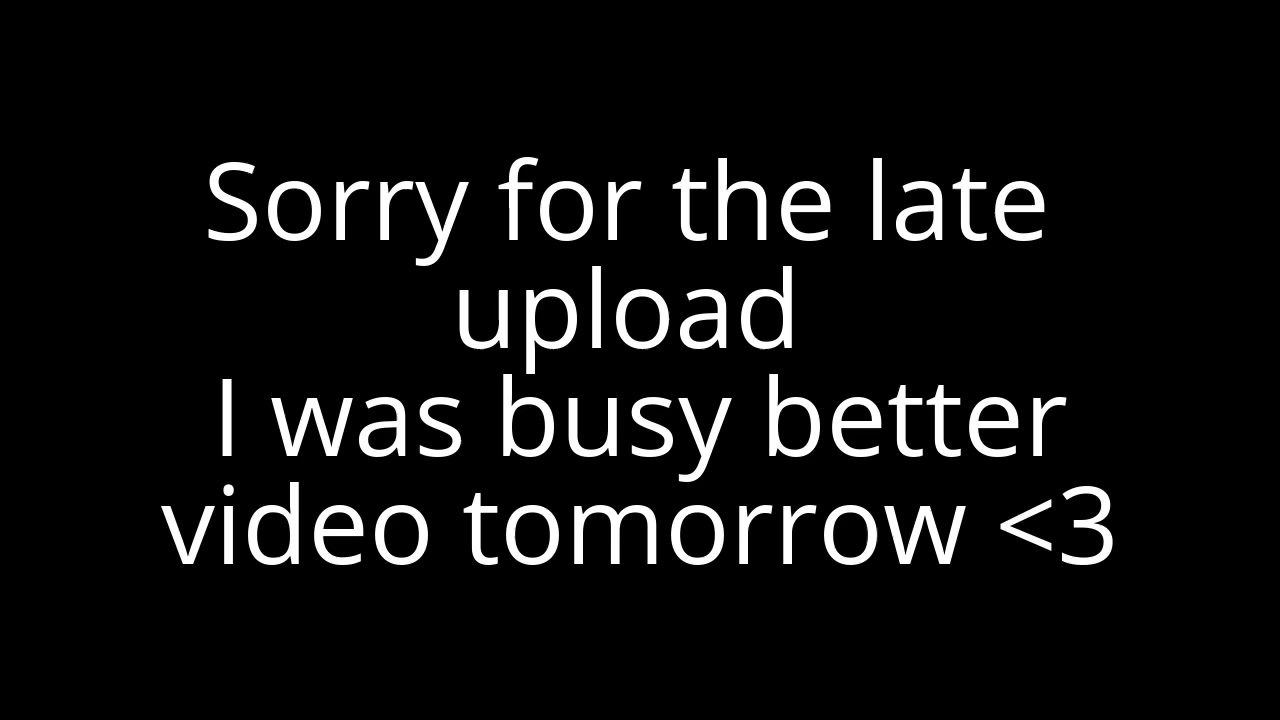 Sorry for the late
upload
I was busy better
video tomorrow <3